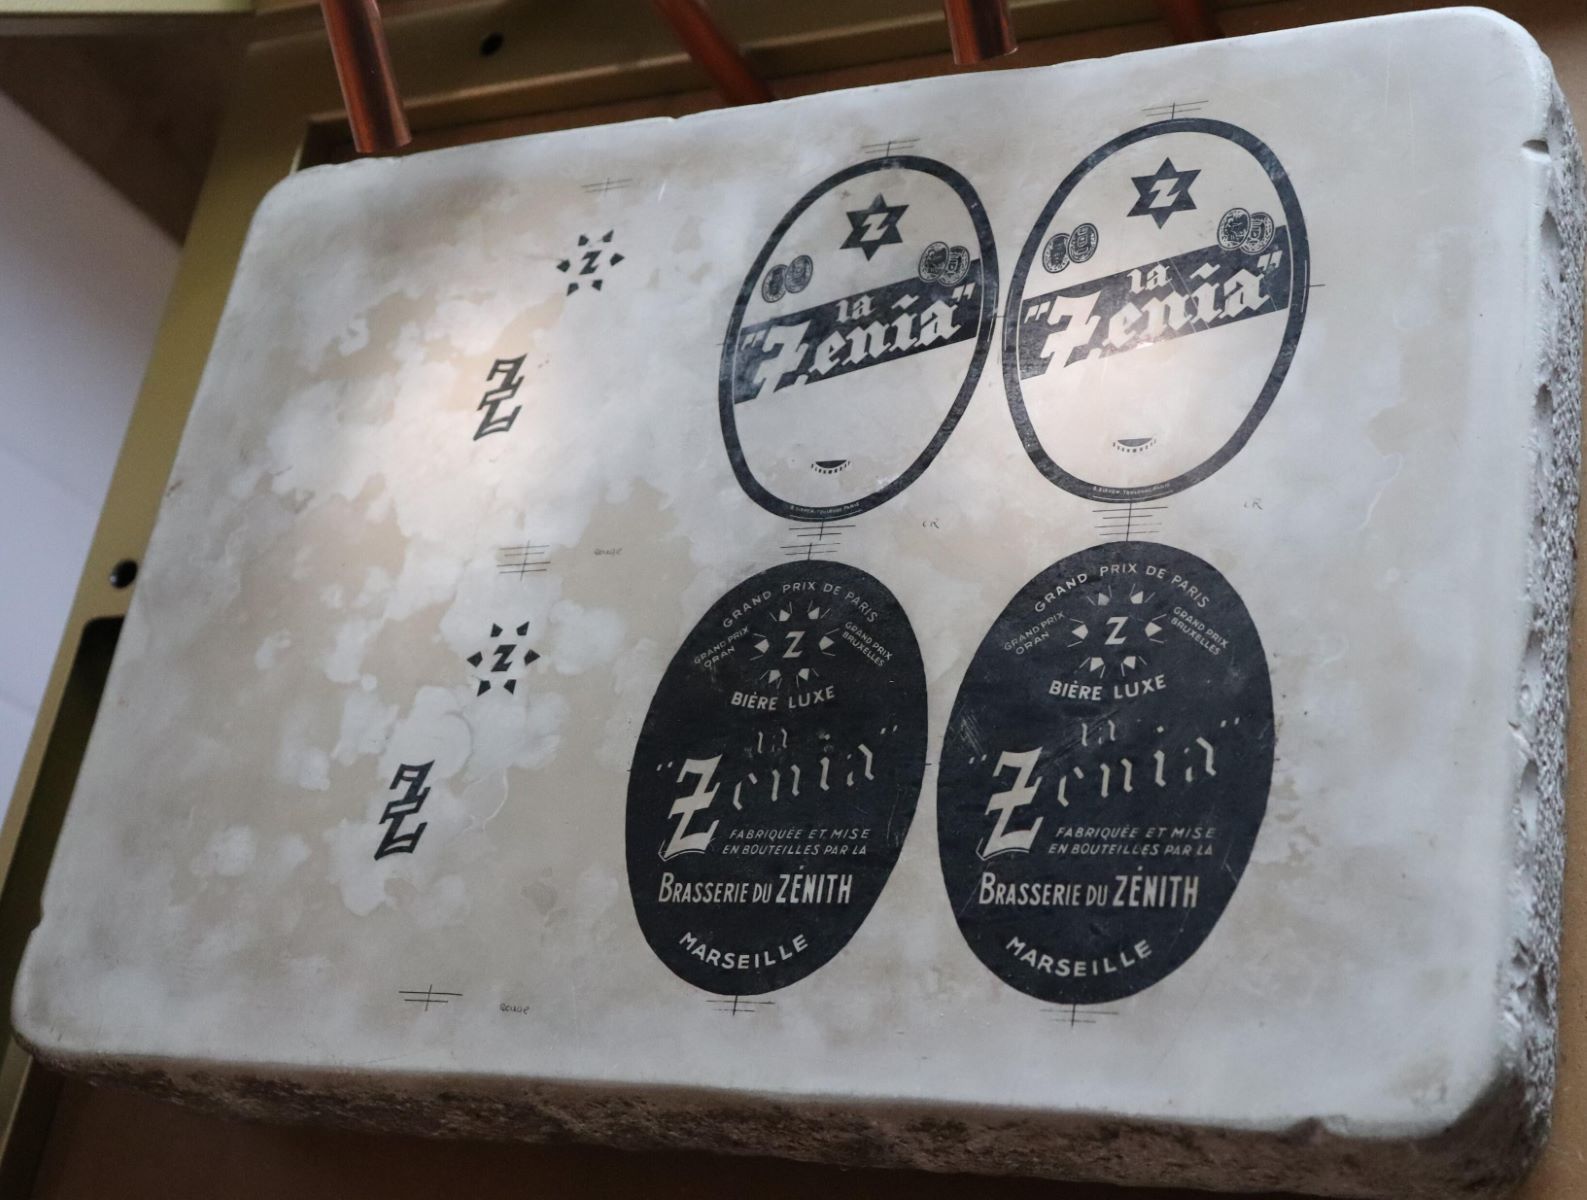 Z
Z
la
"Zenia"
Z
la
"Zenia"
Z
rouge
GRAND PRIX DE PARIS
GRAND PRIX
ORAN
GRAND PRIX
BRUXELLES
Z
BIÈRE LUXE
la
"Zenia"
FABRIQUÉE ET MISE
EN BOUTEILLES PAR LA
BRASSERIE DU ZÉNITH
MARSEILLE
GRAND PRIX DE PARIS
GRAND PRIX
ORAN
GRAND PRIX
BRUXELLES
Z
BIÈRE LUXE
la
"Zenia"
FABRIQUÉE ET MISE
EN BOUTEILLES PAR LA
BRASSERIE DU ZÉNITH
MARSEILLE
rouge